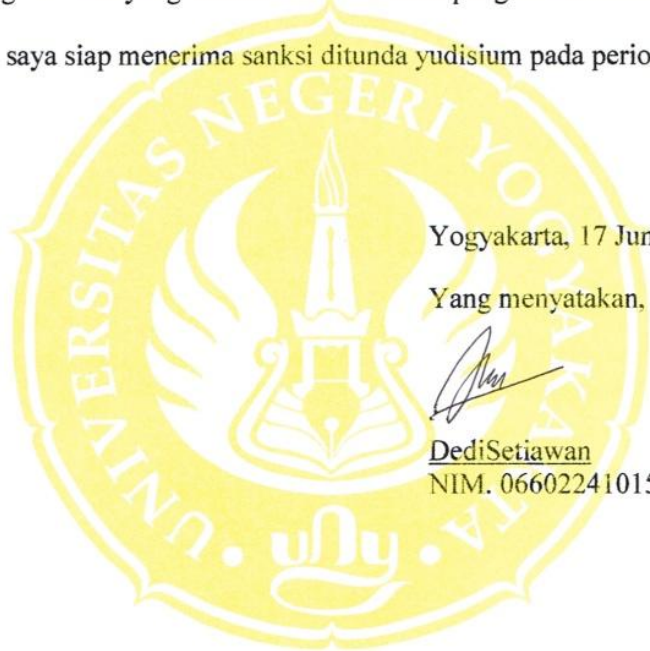 saya siap menerima sanksi ditunda yudisium pada perio
UNIVERSITAS NEGERI YOGYAKARTA
Yogyakarta, 17 Jun
Yang menyatakan,
DediSetiawan
NIM. 06602241015
uny